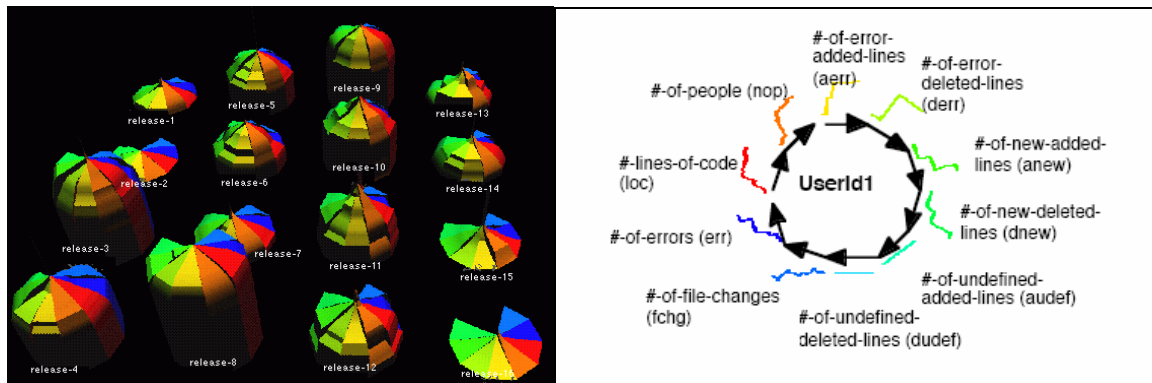 release-1
release-5
release-9
release-13
release-2
release-6
release-10
release-14
release-3
release-7
release-11
release-15
release-4
release-8
release-12
release-16
#-of-error-
added-lines
(aerr)
#-of-error-
deleted-lines
(derr)
#-of-people (nop)
#-of-new-added-
lines (anew)
#-lines-of-code
(loc)
UserId1
#-of-new-deleted-
lines (dnew)
#-of-errors (err)
#-of-undefined-
added-lines (audef)
#-of-file-changes
(fchg)
#-of-undefined-
deleted-lines (dudef)